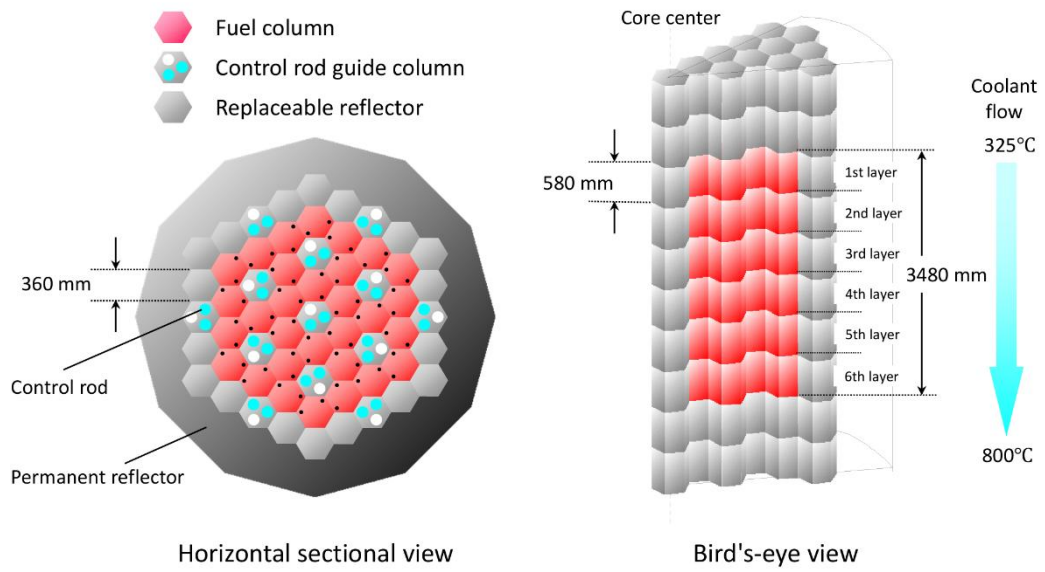 Fuel column
Control rod guide column
Replaceable reflector
360 mm
Control rod
Permanent reflector
Horizontal sectional view
Core center
580 mm
1st layer
2nd layer
3rd layer
4th layer
5th layer
6th layer
3480 mm
Coolant
flow
325℃
800℃
Bird's-eye view